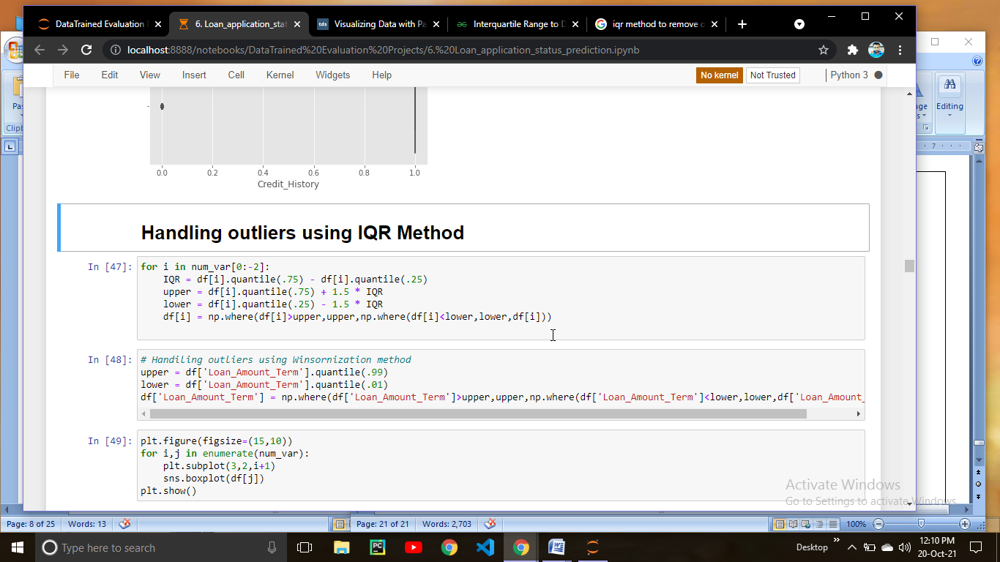 DataTrained Evaluation
6. Loan_application_stat
tds Visualizing Data with Pa
Interquartile Range to D
iqr method to remove o
localhost:8888/notebooks/DataTrained%20Evaluation%20Projects/6.%20Loan_application_status_prediction.ipynb
File Edit View Insert Cell Kernel Widgets Help No kernel Not Trusted Python 3
Pas
Clipb
age
s
Editing
7
0.0 0.2 0.4 0.6 0.8 1.0
Credit_History
Handling outliers using IQR Method
In [47]: for i in num_var[0:-2]:
IQR = df[i].quantile(.75) - df[i].quantile(.25)
upper = df[i].quantile(.75) + 1.5 * IQR
lower = df[i].quantile(.25) - 1.5 * IQR
df[i] = np.where(df[i]>upper,upper,np.where(df[i]<lower,lower,df[i]))
In [48]: # Handiling outliers using Winsornization method
upper = df['Loan_Amount_Term'].quantile(.99)
lower = df['Loan_Amount_Term'].quantile(.01)
df['Loan_Amount_Term'] = np.where(df['Loan_Amount_Term']>upper,upper,np.where(df['Loan_Amount_Term']<lower,lower,df['Loan_Amount_
In [49]: plt.figure(figsize=(15,10))
for i,j in enumerate(num_var):
plt.subplot(3,2,i+1)
sns.boxplot(df[j])
plt.show()
Activate Windows
Go to Settings to activate Windows.
Page: 8 of 25 Words: 13 Page: 21 of 21 Words: 2,703 100%
Type here to search
Desktop
12:10 PM
20-Oct-21